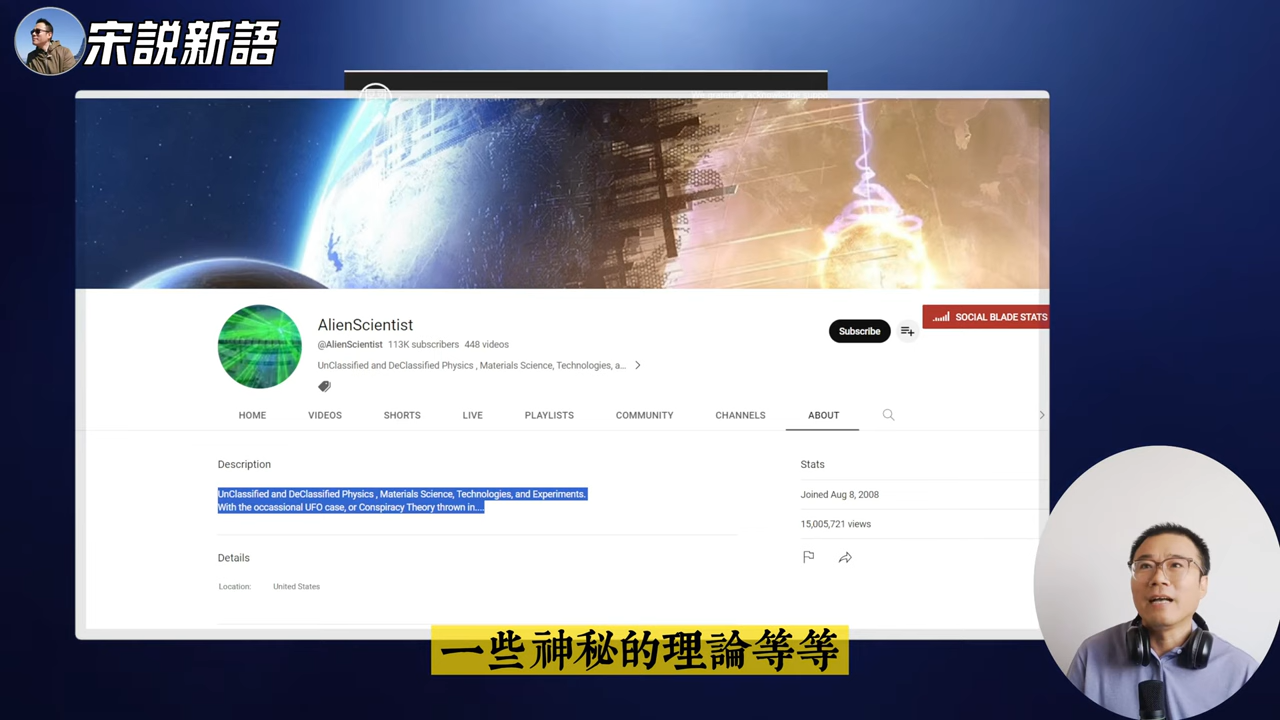 宋說新語
AlienScientist
@AlienScientist 113K subscribers 448 videos
UnClassified and DeClassified Physics , Materials Science, Technologies, a...
Subscribe
SOCIAL BLADE STATS
HOME VIDEOS SHORTS LIVE PLAYLISTS COMMUNITY CHANNELS ABOUT
Description
UnClassified and DeClassified Physics , Materials Science, Technologies, and Experiments.
With the occassional UFO case, or Conspiracy Theory thrown in....
Stats
Joined Aug 8, 2008
15,005,721 views
Details
Location: United States
一些神秘的理論等等